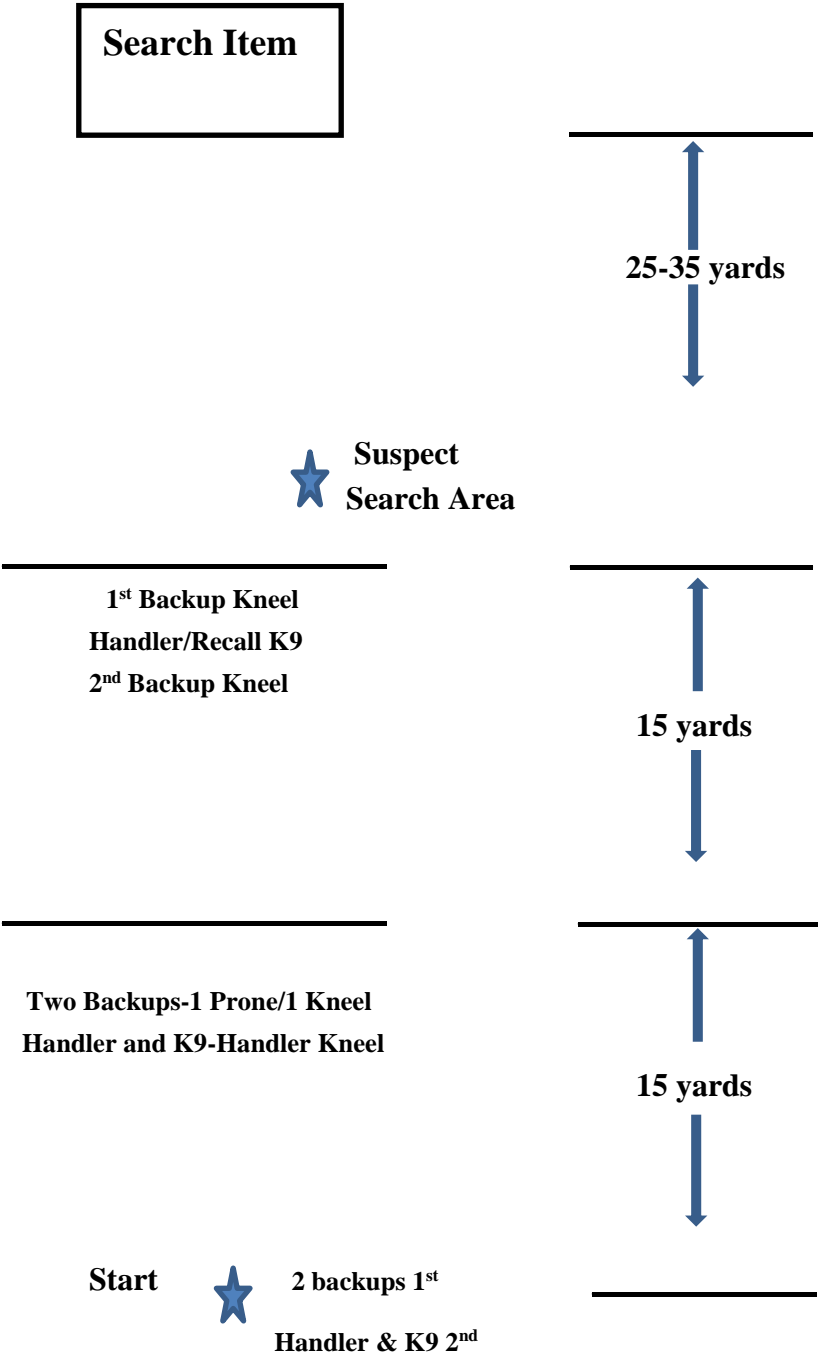 Search Item
25-35 yards
Suspect
Search Area
1st Backup Kneel
Handler/Recall K9
2nd Backup Kneel
15 yards
Two Backups-1 Prone/1 Kneel
Handler and K9-Handler Kneel
15 yards
Start 2 backups 1st
Handler & K9 2nd